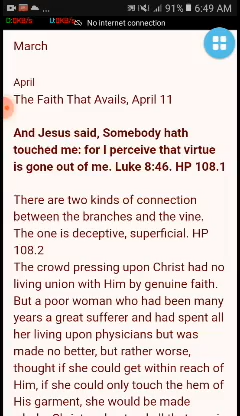 0:0KB/s U:0KB/s No internet connection 91% 6:49 AM
March
April
The Faith That Avails, April 11
And Jesus said, Somebody hath
touched me: for I perceive that virtue
is gone out of me. Luke 8:46. HP 108.1
There are two kinds of connection
between the branches and the vine.
The one is deceptive, superficial. HP
108.2
The crowd pressing upon Christ had no
living union with Him by genuine faith.
But a poor woman who had been many
years a great sufferer and had spent all
her living upon physicians but was
made no better, but rather worse,
thought if she could get within reach of
Him, if she could only touch the hem of
His garment, she would be made